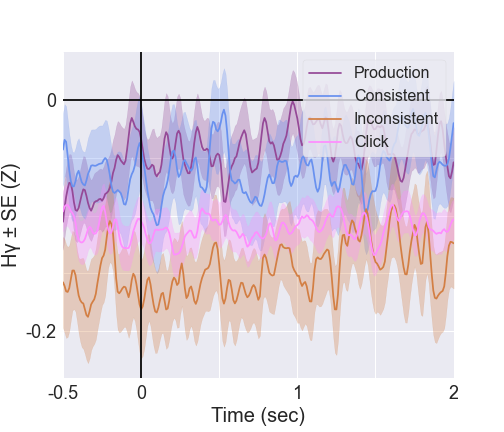 Production
Consistent
Inconsistent
Click
Hγ ± SE (Z)
0
-0.2
-0.5
0
1
2
Time (sec)